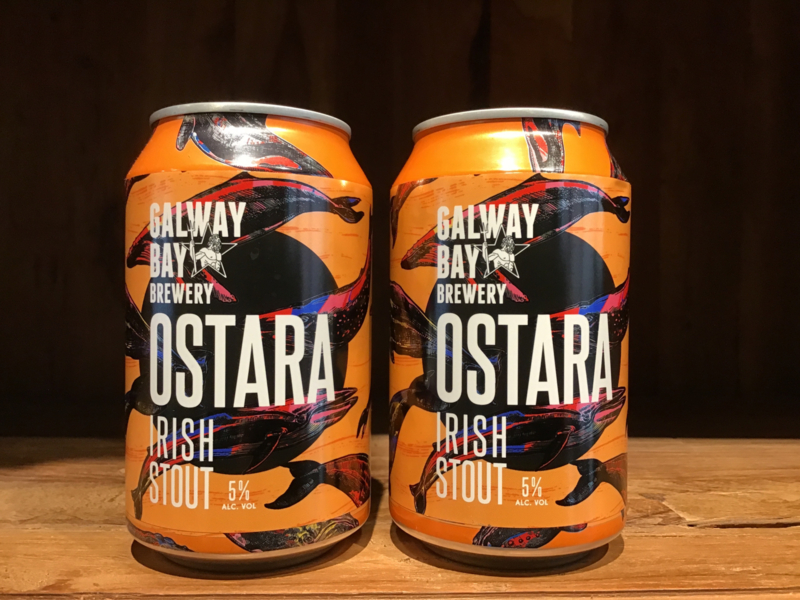 GALWAY
BAY
BREWERY
OSTARA
IRISH
STOUT
5%
ALC. VOL
GALWAY
BAY
BREWERY
OSTARA
IRISH
STOUT
5%
ALC. VOL